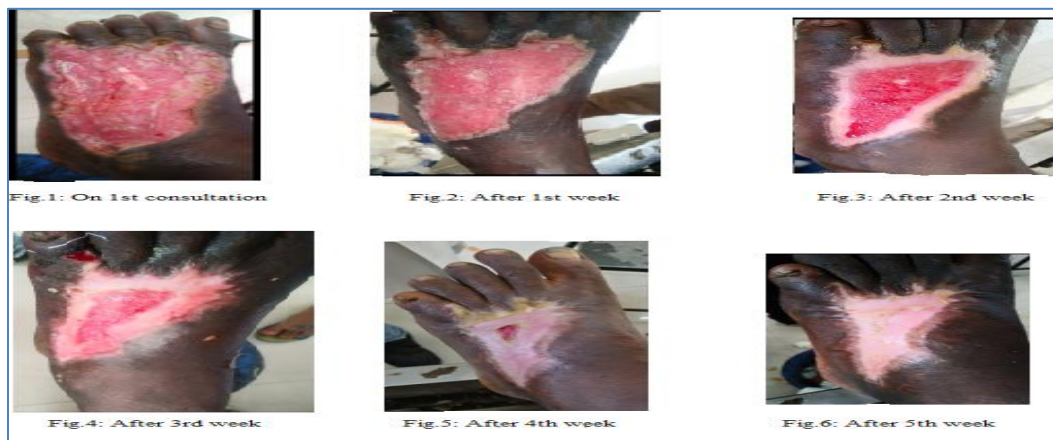 Fig.1: On 1st consultation
Fig.2: After 1st week
Fig.3: After 2nd week
Fig.4: After 3rd week
Fig.5: After 4th week
Fig.6: After 5th week